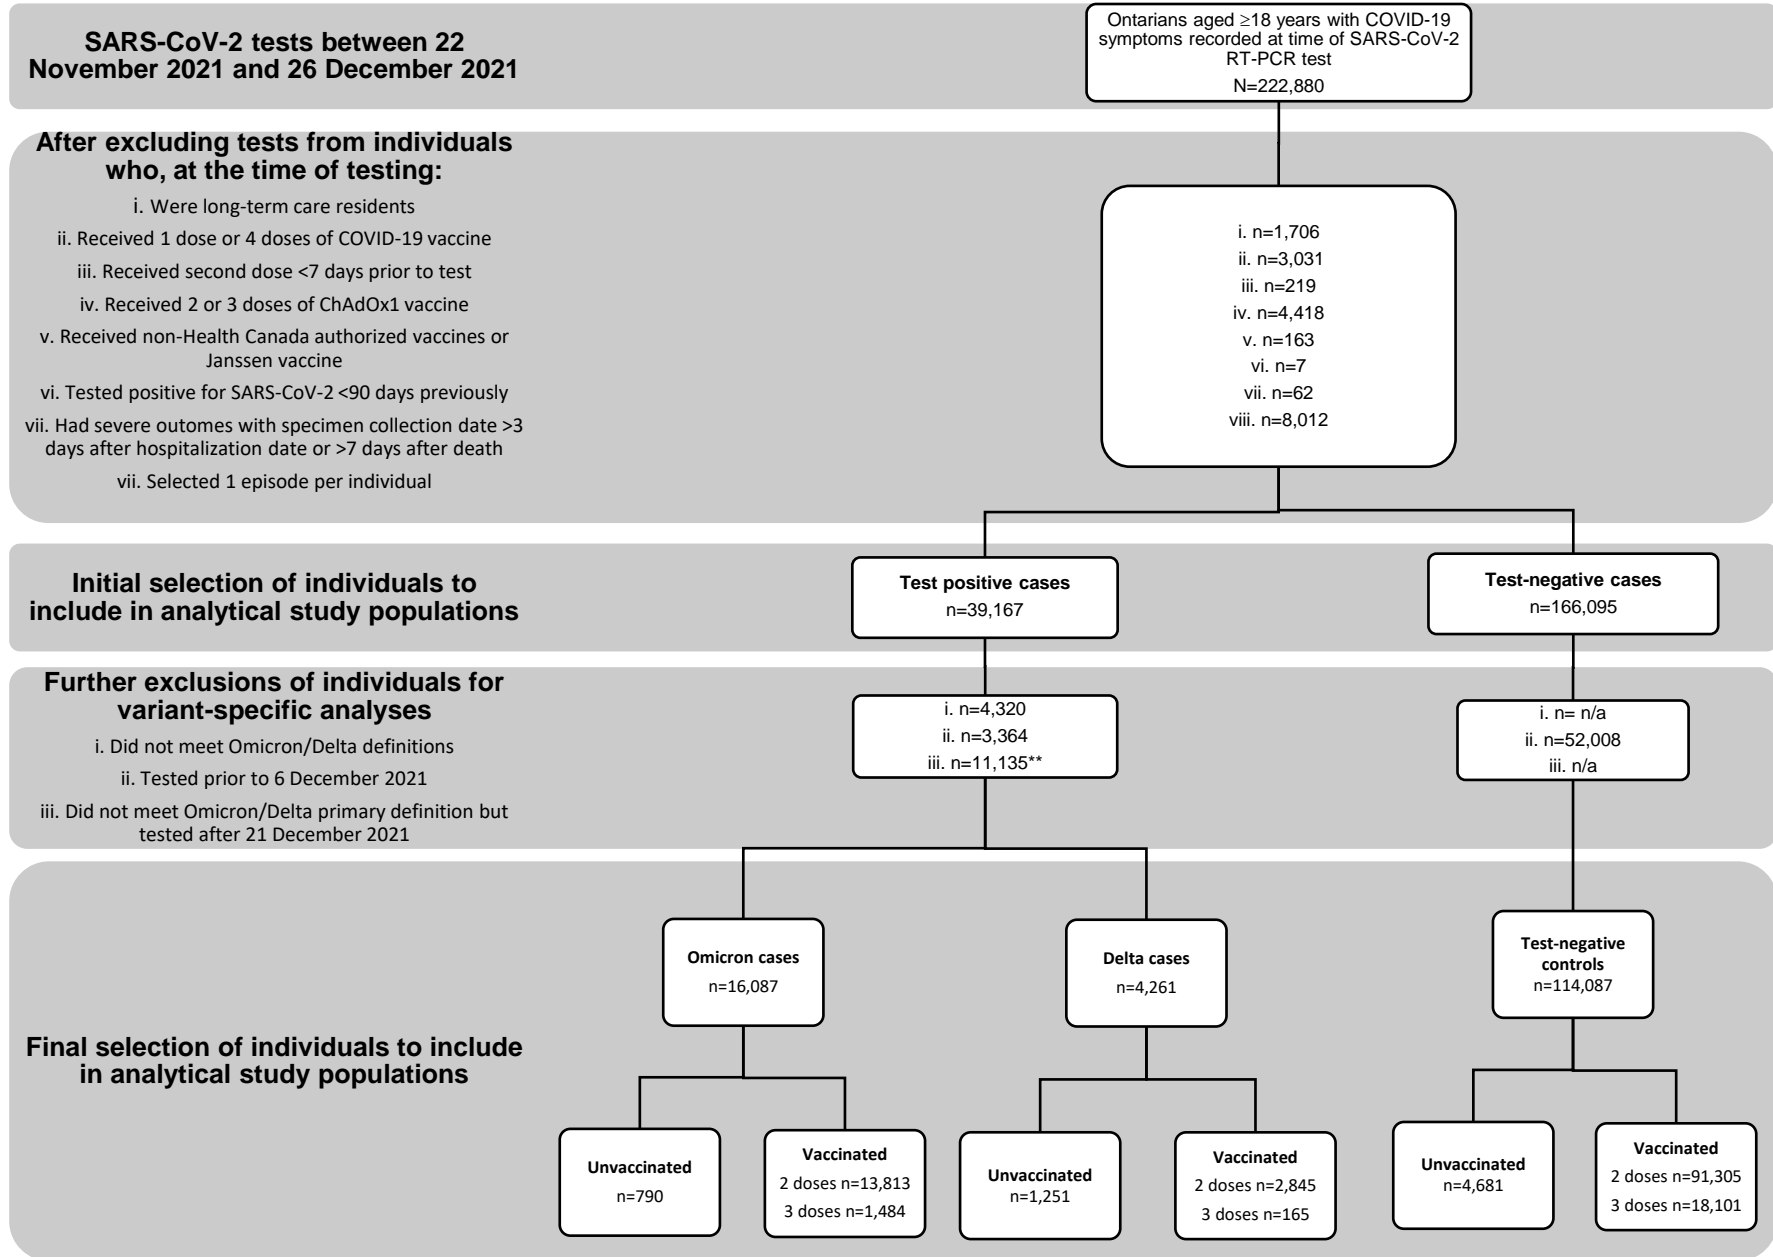 SARS-CoV-2 tests between 22
November 2021 and 26 December 2021
Ontarians aged ≥18 years with COVID-19
symptoms recorded at time of SARS-CoV-2
RT-PCR test
N=222,880
After excluding tests from individuals
who, at the time of testing:
i. Were long-term care residents
ii. Received 1 dose or 4 doses of COVID-19 vaccine
iii. Received second dose <7 days prior to test
iv. Received 2 or 3 doses of ChAdOx1 vaccine
v. Received non-Health Canada authorized vaccines or
Janssen vaccine
vi. Tested positive for SARS-CoV-2 <90 days previously
vii. Had severe outcomes with specimen collection date >3
days after hospitalization date or >7 days after death
vii. Selected 1 episode per individual
i. n=1,706
ii. n=3,031
iii. n=219
iv. n=4,418
v. n=163
vi. n=7
vii. n=62
viii. n=8,012
Initial selection of individuals to
include in analytical study populations
Test positive cases
n=39,167
Test-negative cases
n=166,095
Further exclusions of individuals for
variant-specific analyses
i. Did not meet Omicron/Delta definitions
ii. Tested prior to 6 December 2021
iii. Did not meet Omicron/Delta primary definition but
tested after 21 December 2021
i. n=4,320
ii. n=3,364
iii. n=11,135**
i. n= n/a
ii. n=52,008
iii. n/a
Final selection of individuals to include
in analytical study populations
Omicron cases
n=16,087
Delta cases
n=4,261
Test-negative
controls
n=114,087
Unvaccinated
n=790
Vaccinated
2 doses n=13,813
3 doses n=1,484
Unvaccinated
n=1,251
Vaccinated
2 doses n=2,845
3 doses n=165
Unvaccinated
n=4,681
Vaccinated
2 doses n=91,305
3 doses n=18,101